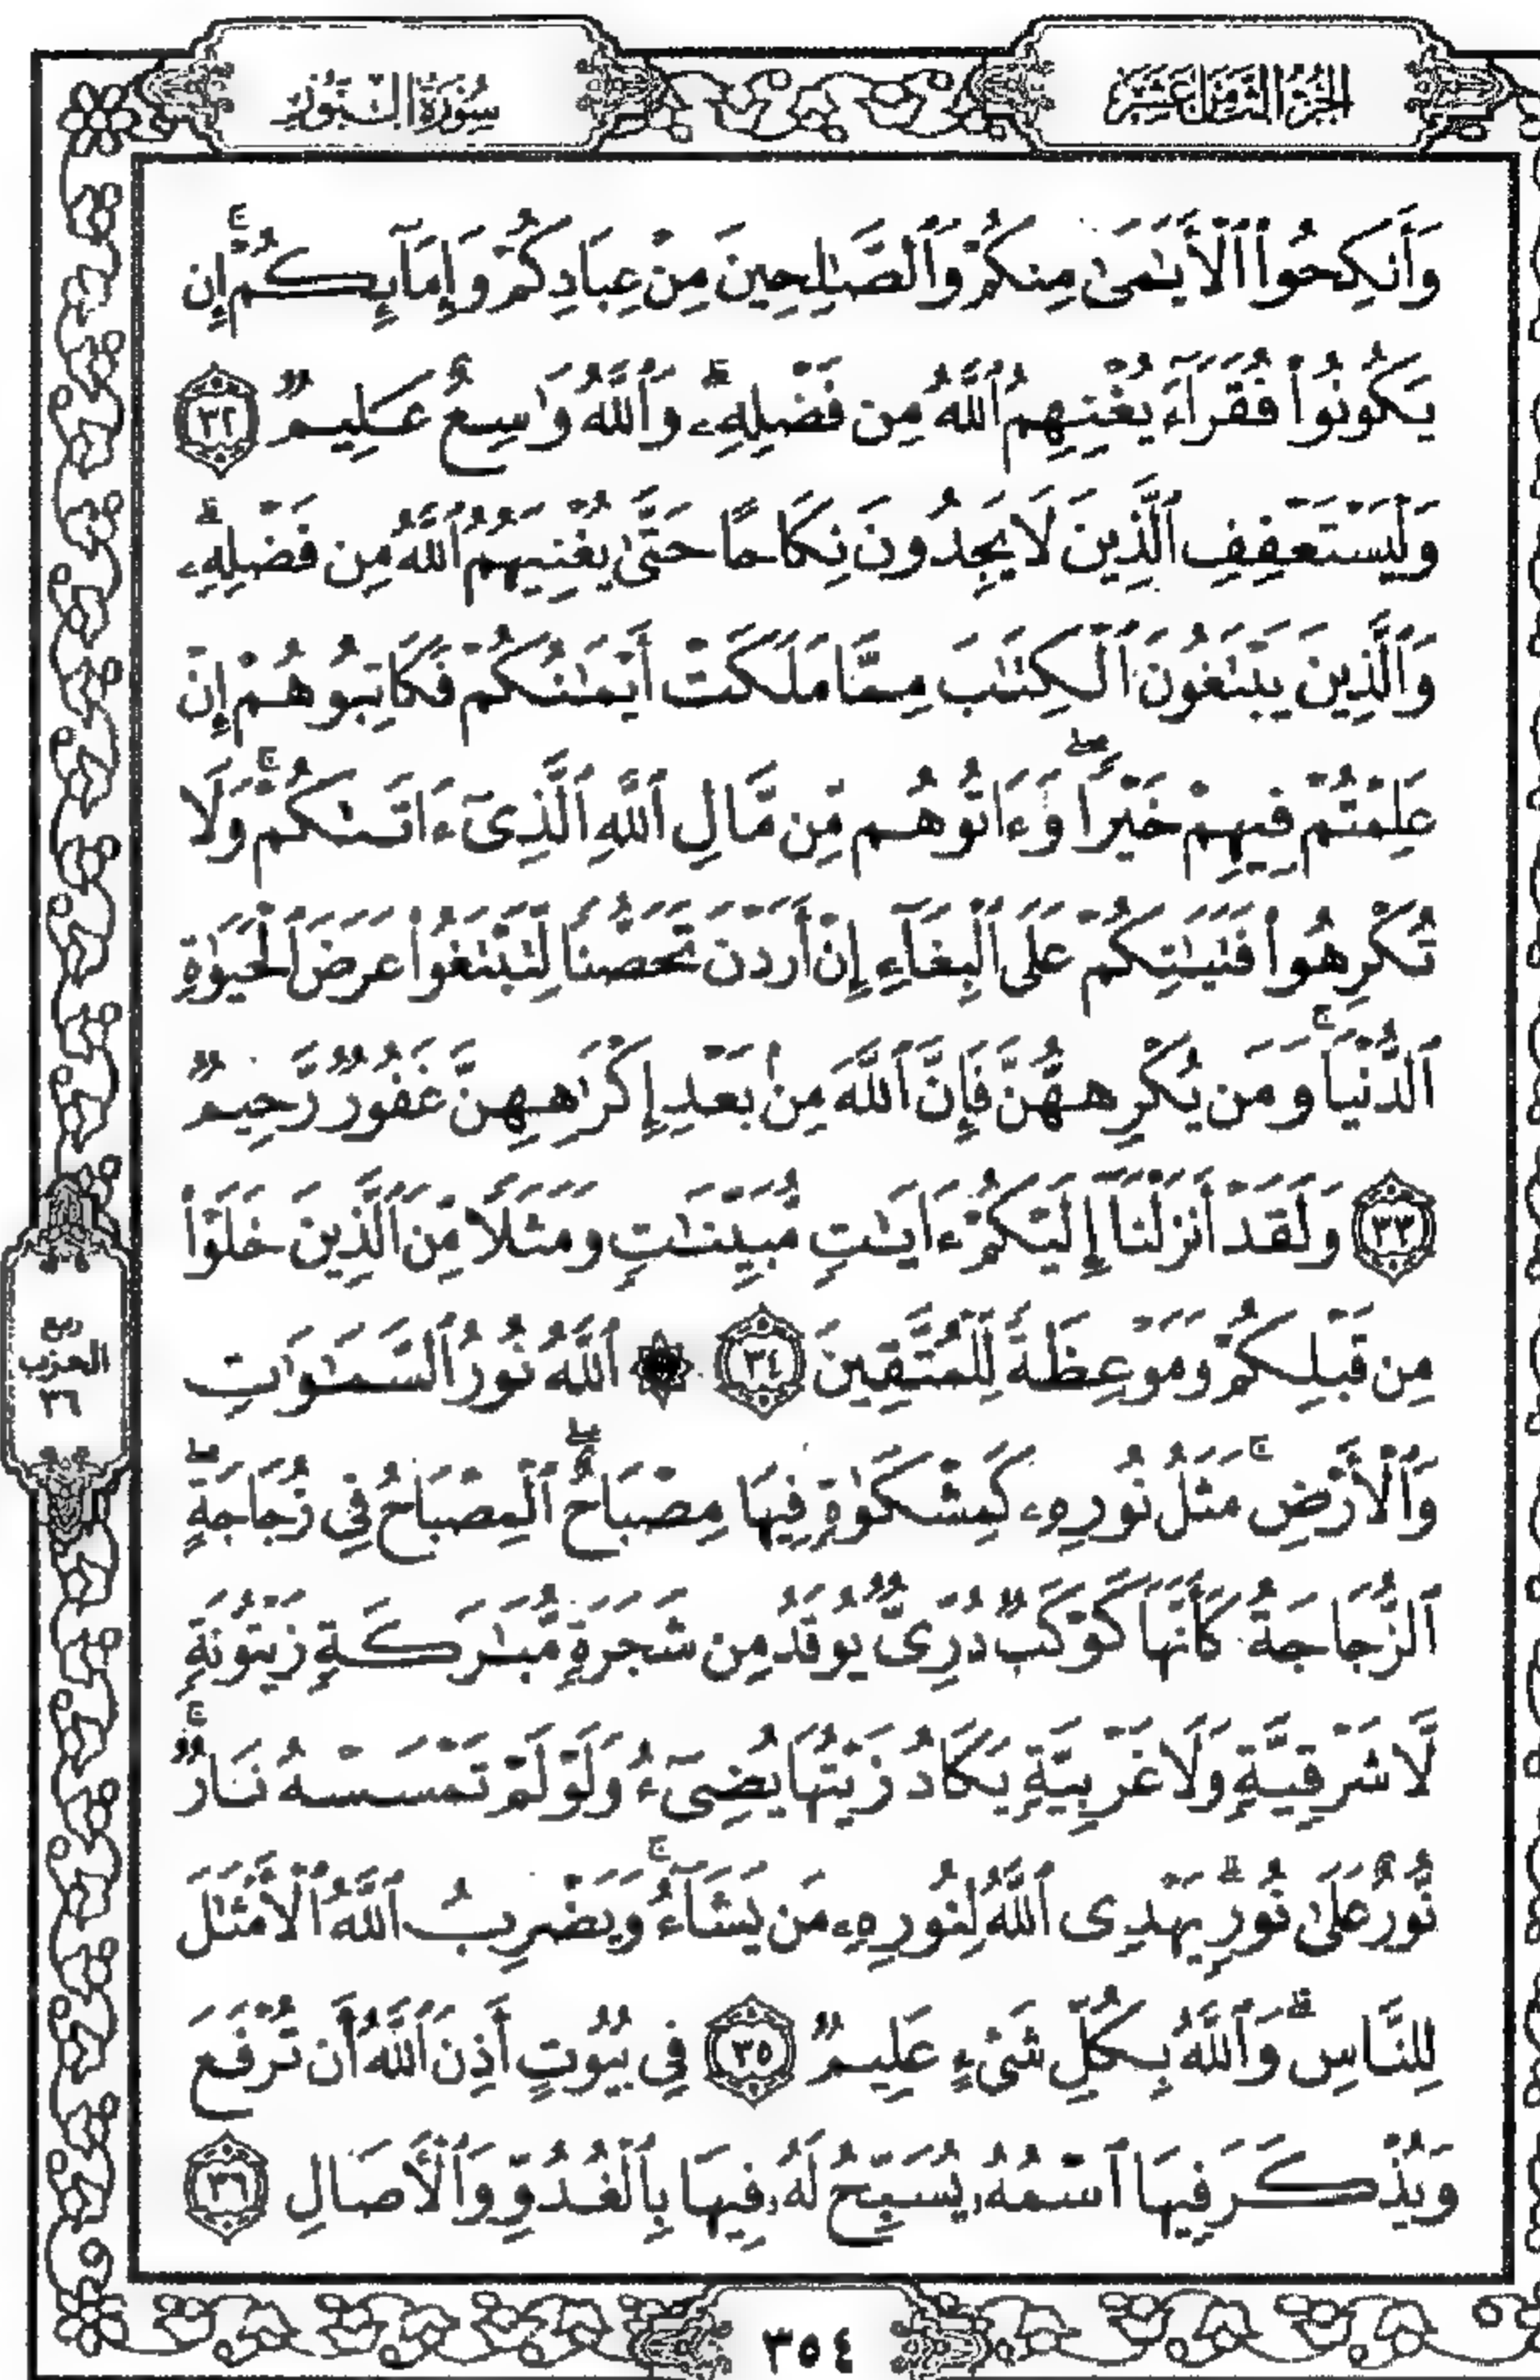 الجزء الثامن عشر
سورة النور
وَأَنكِحُوا۟ ٱلْأَيَـٰمَىٰ مِنكُمْ وَٱلصَّـٰلِحِينَ مِنْ عِبَادِكُمْ وَإِمَآئِكُمْ ۚ إِن
يَكُونُوا۟ فُقَرَآءَ يُغْنِهِمُ ٱللَّهُ مِن فَضْلِهِۦ ۗ وَٱللَّهُ وَٰسِعٌ عَلِيمٌ ٣٢
وَلْيَسْتَعْفِفِ ٱلَّذِينَ لَا يَجِدُونَ نِكَاحًا حَتَّىٰ يُغْنِيَهُمُ ٱللَّهُ مِن فَضْلِهِۦ ۗ
وَٱلَّذِينَ يَبْتَغُونَ ٱلْكِتَـٰبَ مِمَّا مَلَكَتْ أَيْمَـٰنُكُمْ فَكَاتِبُوهُمْ إِنْ
عَلِمْتُمْ فِيهِمْ خَيْرًا ۖ وَءَاتُوهُم مِّن مَّالِ ٱللَّهِ ٱلَّذِىٓ ءَاتَىٰكُمْ ۚ وَلَا
تُكْرِهُوا۟ فَتَيَـٰتِكُمْ عَلَى ٱلْبِغَآءِ إِنْ أَرَدْنَ تَحَصُّنًا لِّتَبْتَغُوا۟ عَرَضَ ٱلْحَيَوٰةِ
ٱلدُّنْيَا ۚ وَمَن يُكْرِههُّنَّ فَإِنَّ ٱللَّهَ مِنۢ بَعْدِ إِكْرَٰهِهِنَّ غَفُورٌ رَّحِيمٌ
٣٣ وَلَقَدْ أَنزَلْنَآ إِلَيْكُمْ ءَايَـٰتٍ مُّبَيِّنَـٰتٍ وَمَثَلًا مِّنَ ٱلَّذِينَ خَلَوْا۟
مِن قَبْلِكُمْ وَمَوْعِظَةً لِّلْمُتَّقِينَ ٣٤ ۞ ٱللَّهُ نُورُ ٱلسَّمَـٰوَٰتِ
وَٱلْأَرْضِ ۚ مَثَلُ نُورِهِۦ كَمِشْكَوٰةٍ فِيهَا مِصْبَاحٌ ۖ ٱلْمِصْبَاحُ فِى زُجَاجَةٍ ۖ
ٱلزُّجَاجَةُ كَأَنَّهَا كَوْكَبٌ دُرِّىٌّ يُوقَدُ مِن شَجَرَةٍ مُّبَـٰرَكَةٍ زَيْتُونَةٍ
لَّا شَرْقِيَّةٍ وَلَا غَرْبِيَّةٍ يَكَادُ زَيْتُهَا يُضِىٓءُ وَلَوْ لَمْ تَمْسَسْهُ نَارٌ ۚ
نُّورٌ عَلَىٰ نُورٍ ۗ يَهْدِى ٱللَّهُ لِنُورِهِۦ مَن يَشَآءُ ۚ وَيَضْرِبُ ٱللَّهُ ٱلْأَمْثَـٰلَ
لِلنَّاسِ ۗ وَٱللَّهُ بِكُلِّ شَىْءٍ عَلِيمٌ ٣٥ فِى بُيُوتٍ أَذِنَ ٱللَّهُ أَن تُرْفَعَ
وَيُذْكَرَ فِيهَا ٱسْمُهُۥ يُسَبِّحُ لَهُۥ فِيهَا بِٱلْغُدُوِّ وَٱلْـَٔاصَالِ ٣٦
ربع
الحزب
٣٦
٣٥٤